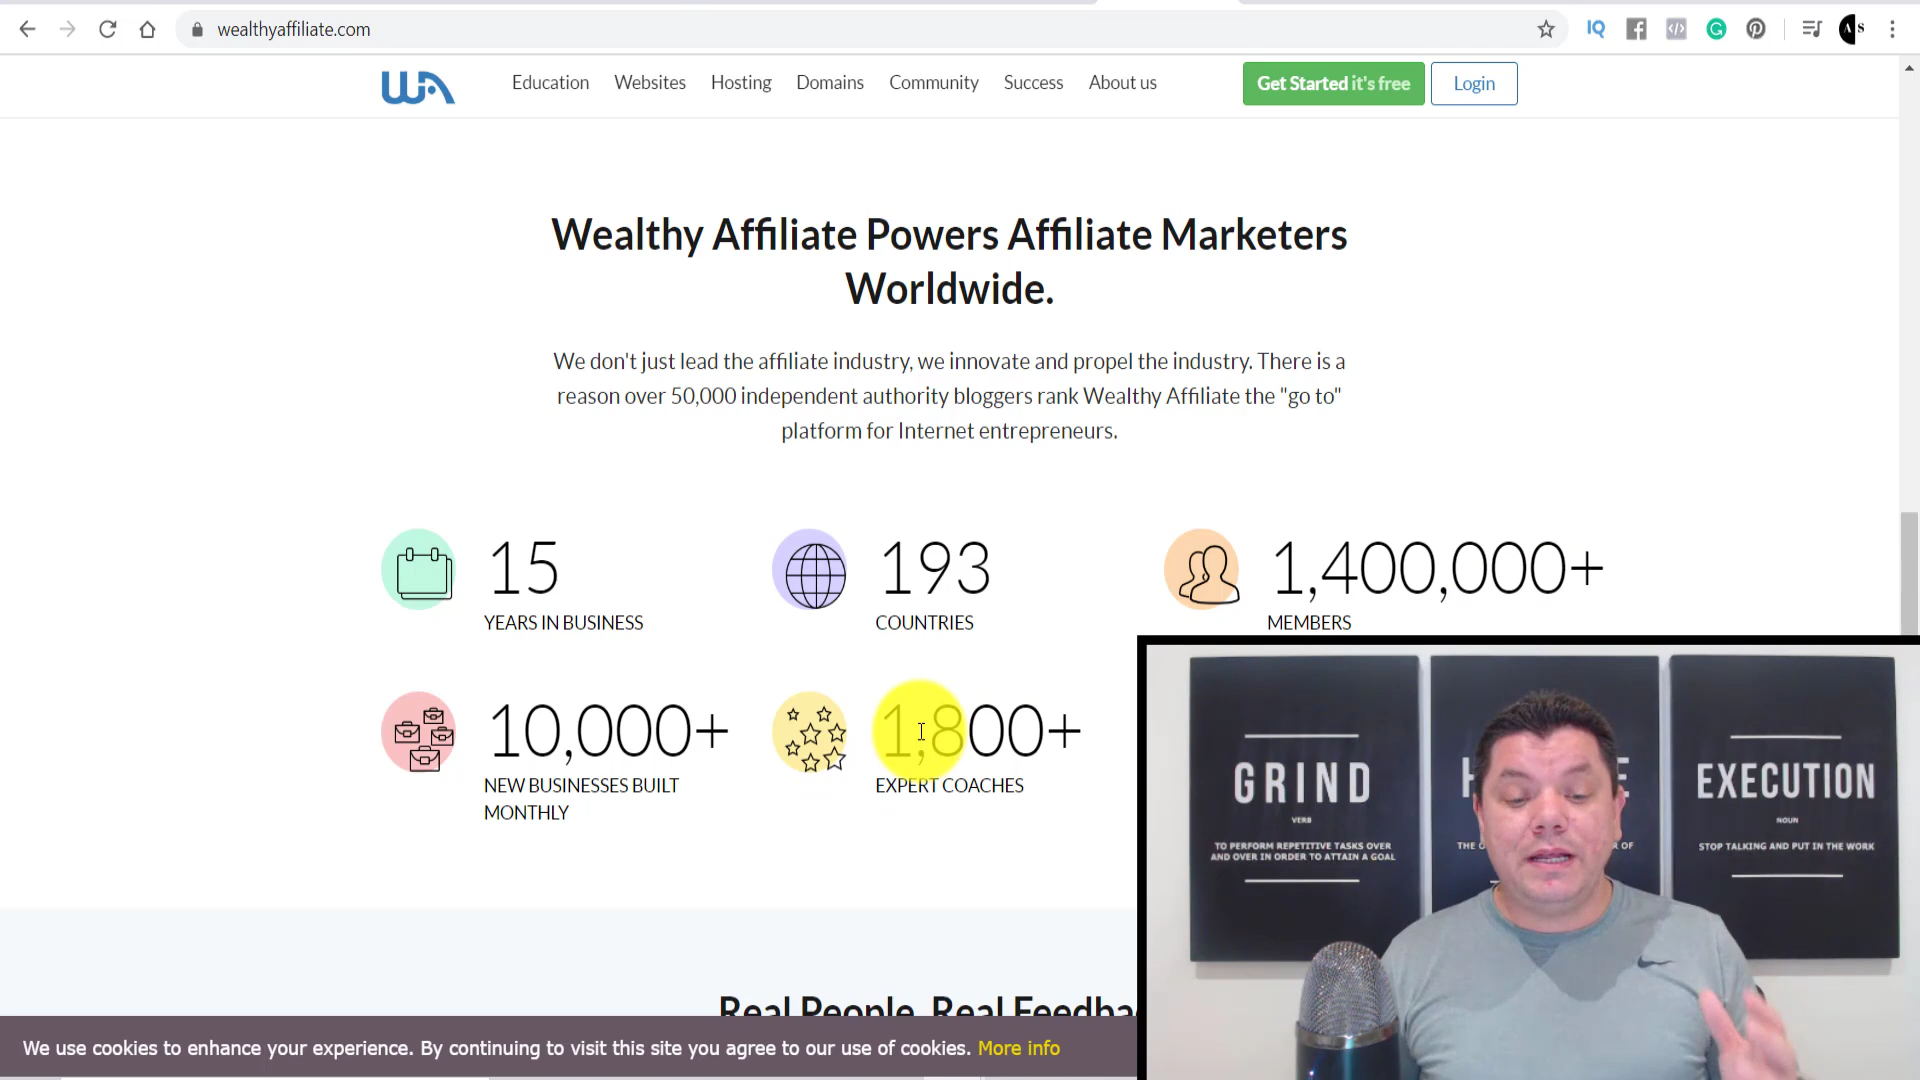 wealthyaffiliate.com
IQ
A s
WA
Education Websites Hosting Domains Community Success About us
Get Started it's free
Login
Wealthy Affiliate Powers Affiliate Marketers
Worldwide.
We don't just lead the affiliate industry, we innovate and propel the industry. There is a
reason over 50,000 independent authority bloggers rank Wealthy Affiliate the "go to"
platform for Internet entrepreneurs.
15
YEARS IN BUSINESS
193
COUNTRIES
1,400,000+
MEMBERS
10,000+
NEW BUSINESSES BUILT
MONTHLY
1,800+
EXPERT COACHES
Real People. Real
We use cookies to enhance your experience. By continuing to visit this site you agree to our use of cookies. More info
GRIND
VERB
TO PERFORM REPETITIVE TASKS OVER
AND OVER IN ORDER TO ATTAIN A GOAL
EXECUTION
NOUN
STOP TALKING AND PUT IN THE WORK